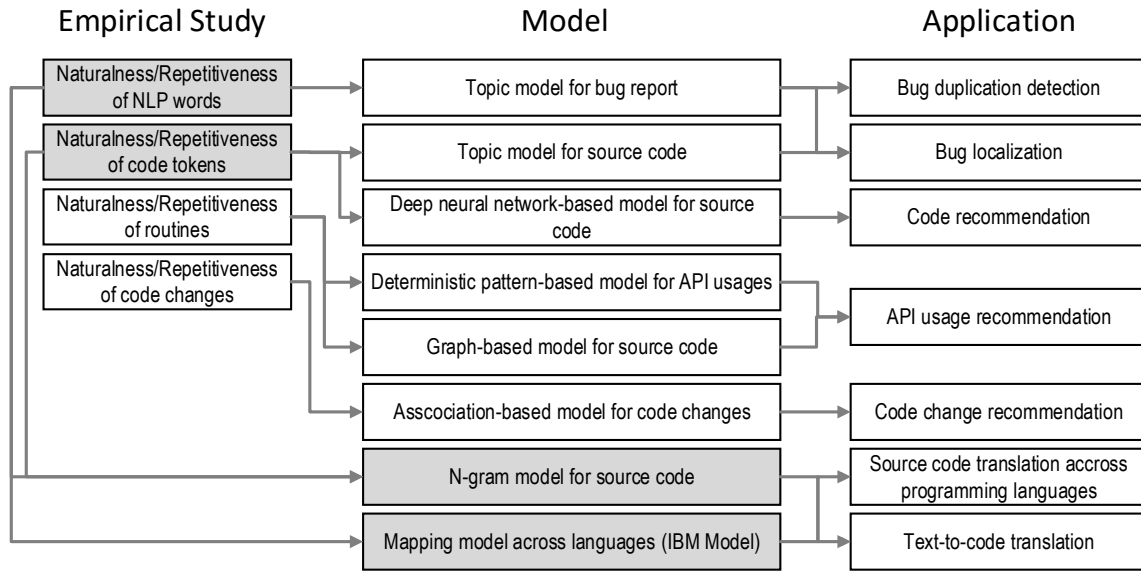 Empirical Study
Model
Application
Naturalness/Repetitiveness
of NLP words
Topic model for bug report
Bug duplication detection
Naturalness/Repetitiveness
of code tokens
Topic model for source code
Bug localization
Naturalness/Repetitiveness
of routines
Deep neural network-based model for source
code
Code recommendation
Naturalness/Repetitiveness
of code changes
Deterministic pattern-based model for API usages
API usage recommendation
Graph-based model for source code
Asscociation-based model for code changes
Code change recommendation
N-gram model for source code
Source code translation accross
programming languages
Mapping model across languages (IBM Model)
Text-to-code translation